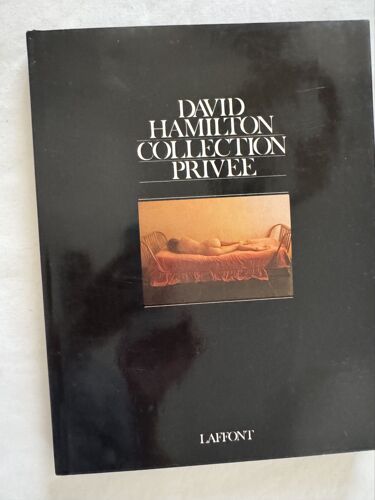 DAVID
HAMILTON
COLLECTION
PRIVEE
LAFFONT